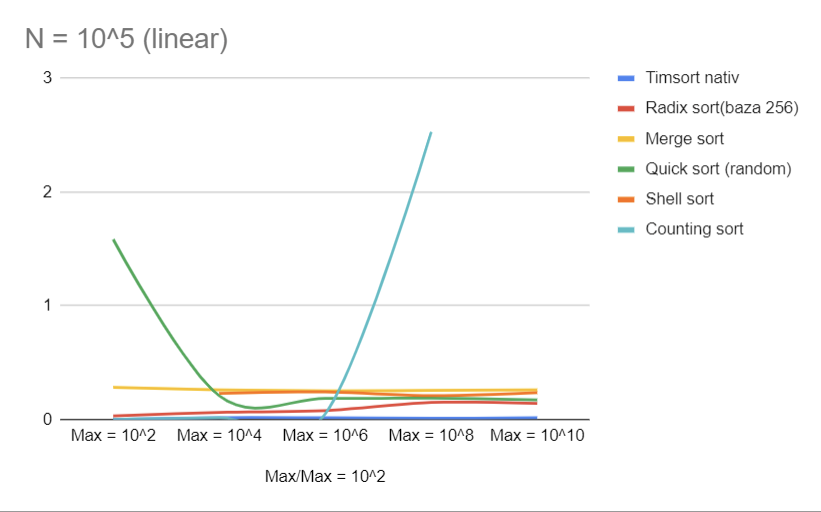 N = 10^5 (linear)
3
2
1
0
Max = 10^2 Max = 10^4 Max = 10^6 Max = 10^8 Max = 10^10
Max/Max = 10^2
Timsort nativ
Radix sort(baza 256)
Merge sort
Quick sort (random)
Shell sort
Counting sort